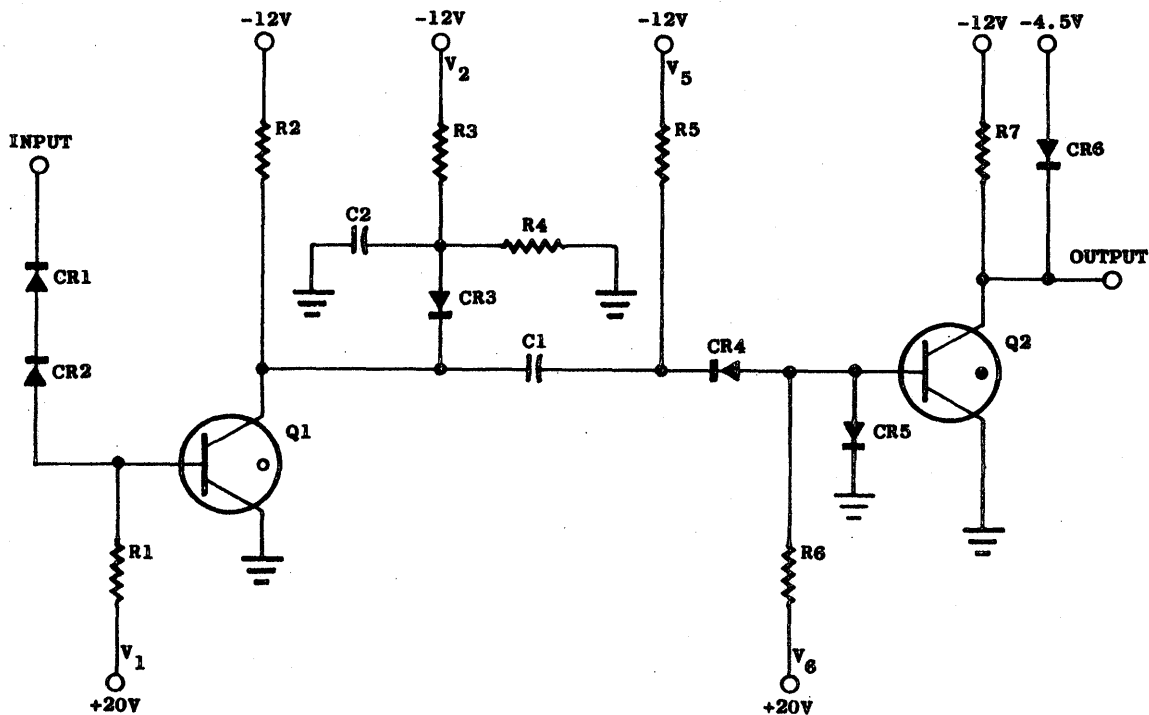 -12V
-12V
-12V
-12V -4.5V
V2
V5
R2
R3
R5
R7
CR6
INPUT
C2
R4
OUTPUT
CR1
CR3
CR2
C1
CR4
Q2
Q1
CR5
R1
R6
V1
V6
+20V
+20V